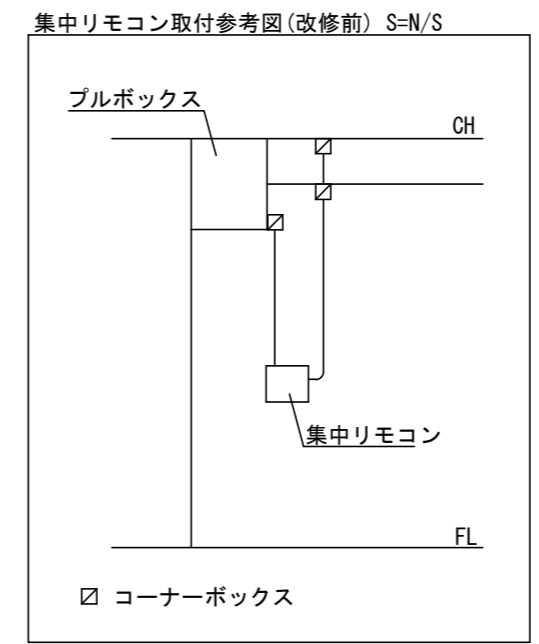 集中リモコン取付参考図(改修前) S=N/S
プルボックス
CH
集中リモコン
FL
コーナーボックス